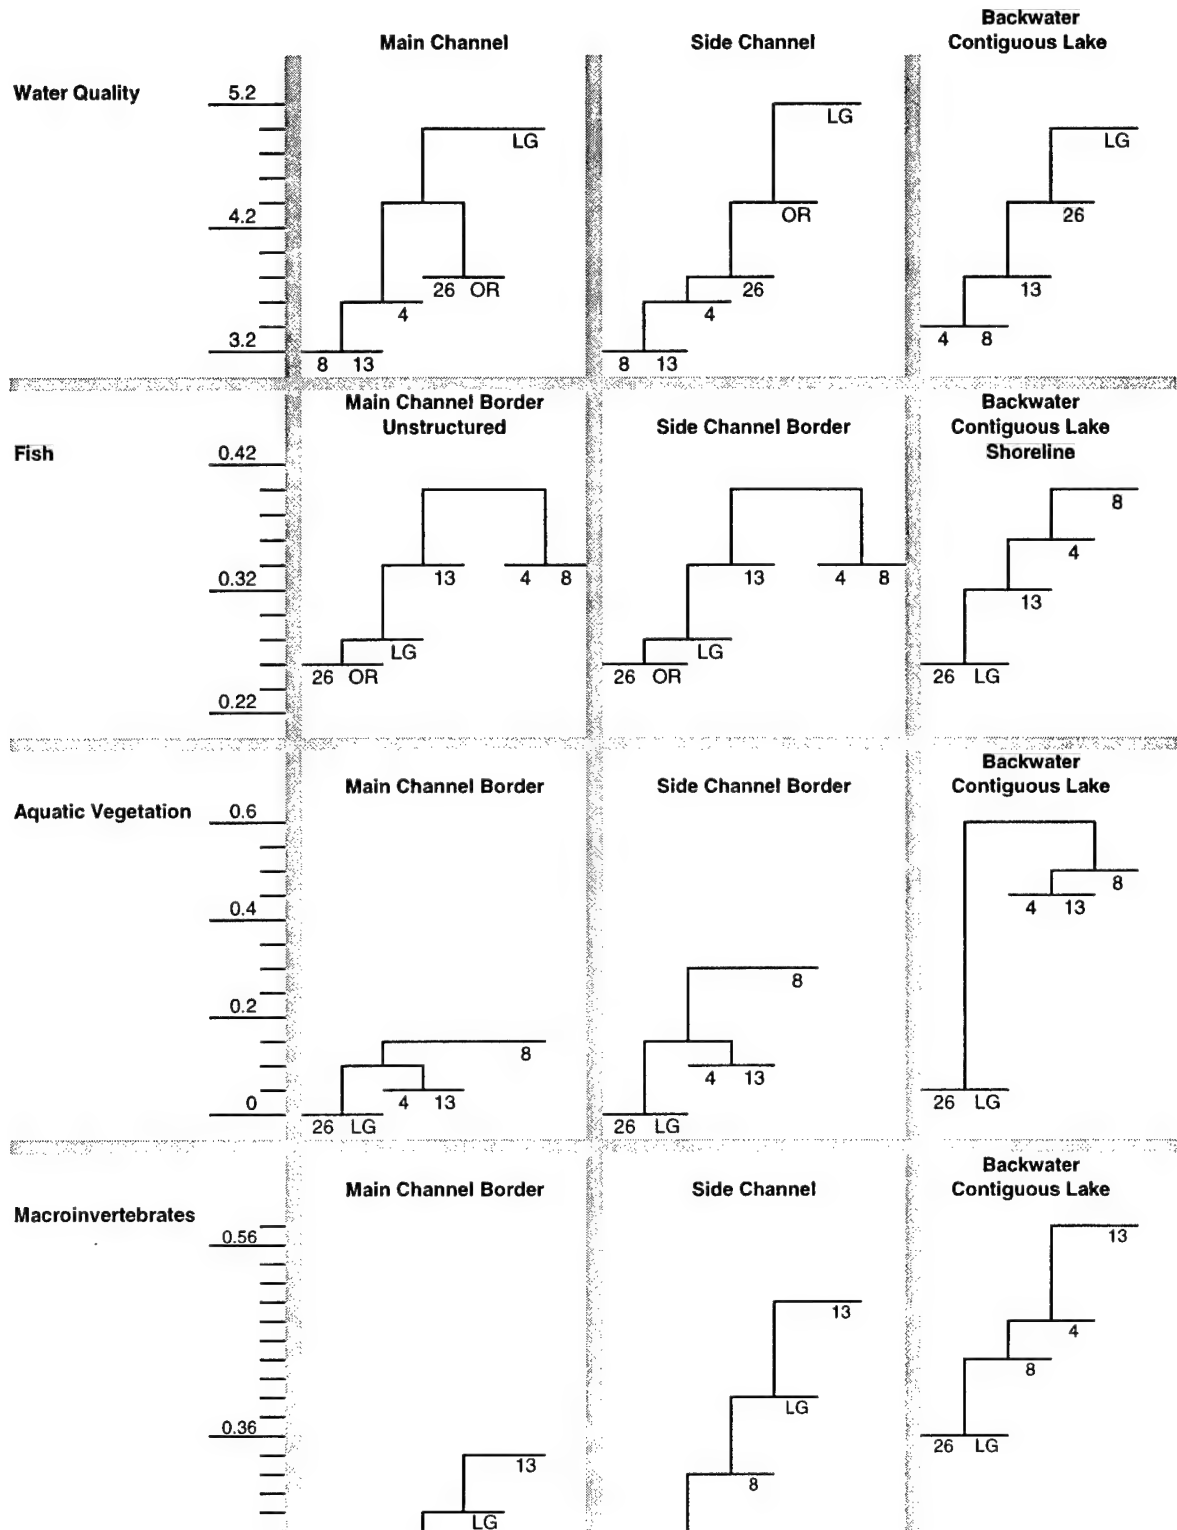 Backwater
Main Channel Side Channel Contiguous Lake
Water Quality 5.2
LG
LG LG
4.2
OR 26
26 OR 26 13
4 4
4 8
3.2
8 13 8 13
Main Channel Border Backwater
Unstructured Side Channel Border Contiguous Lake
Fish Shoreline
0.42
8
4
13 4 8 13 4 8
0.32
13
LG LG
26 OR 26 OR 26 LG
0.22
Backwater
Main Channel Border Side Channel Border Contiguous Lake
Aquatic Vegetation 0.6
8
4 13
0.4
8
0.2
8
4 13
4 13
26 LG
0
26 LG 26 LG
Backwater
Main Channel Border Side Channel Contiguous Lake
Macroinvertebrates
0.56 13
13
4
8
LG
0.36
26 LG
13
8
LG